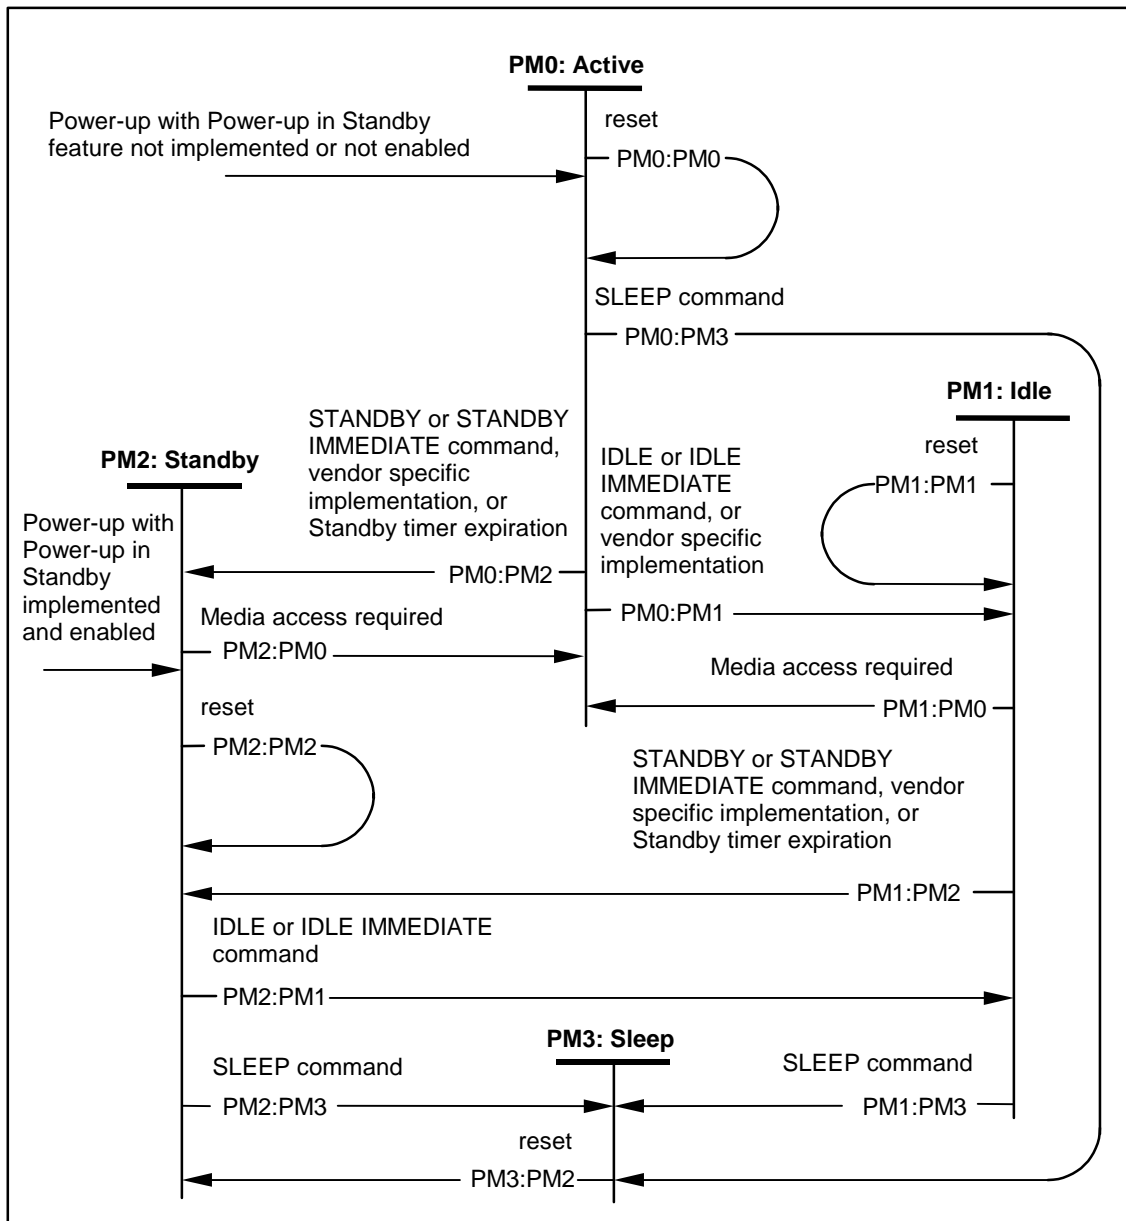 PM0: Active
reset
Power-up with Power-up in Standby
feature not implemented or not enabled
PM0:PM0
SLEEP command
PM0:PM3
PM1: Idle
STANDBY or STANDBY
IMMEDIATE command,
vendor specific
implementation, or
Standby timer expiration
reset
PM2: Standby
IDLE or IDLE
IMMEDIATE
command, or
vendor specific
implementation
PM1:PM1
Power-up with
Power-up in
Standby
implemented
and enabled
PM0:PM2
Media access required
PM0:PM1
PM2:PM0
Media access required
reset
PM1:PM0
PM2:PM2
STANDBY or STANDBY
IMMEDIATE command, vendor
specific implementation, or
Standby timer expiration
PM1:PM2
IDLE or IDLE IMMEDIATE
command
PM2:PM1
PM3: Sleep
SLEEP command
SLEEP command
PM2:PM3
PM1:PM3
reset
PM3:PM2